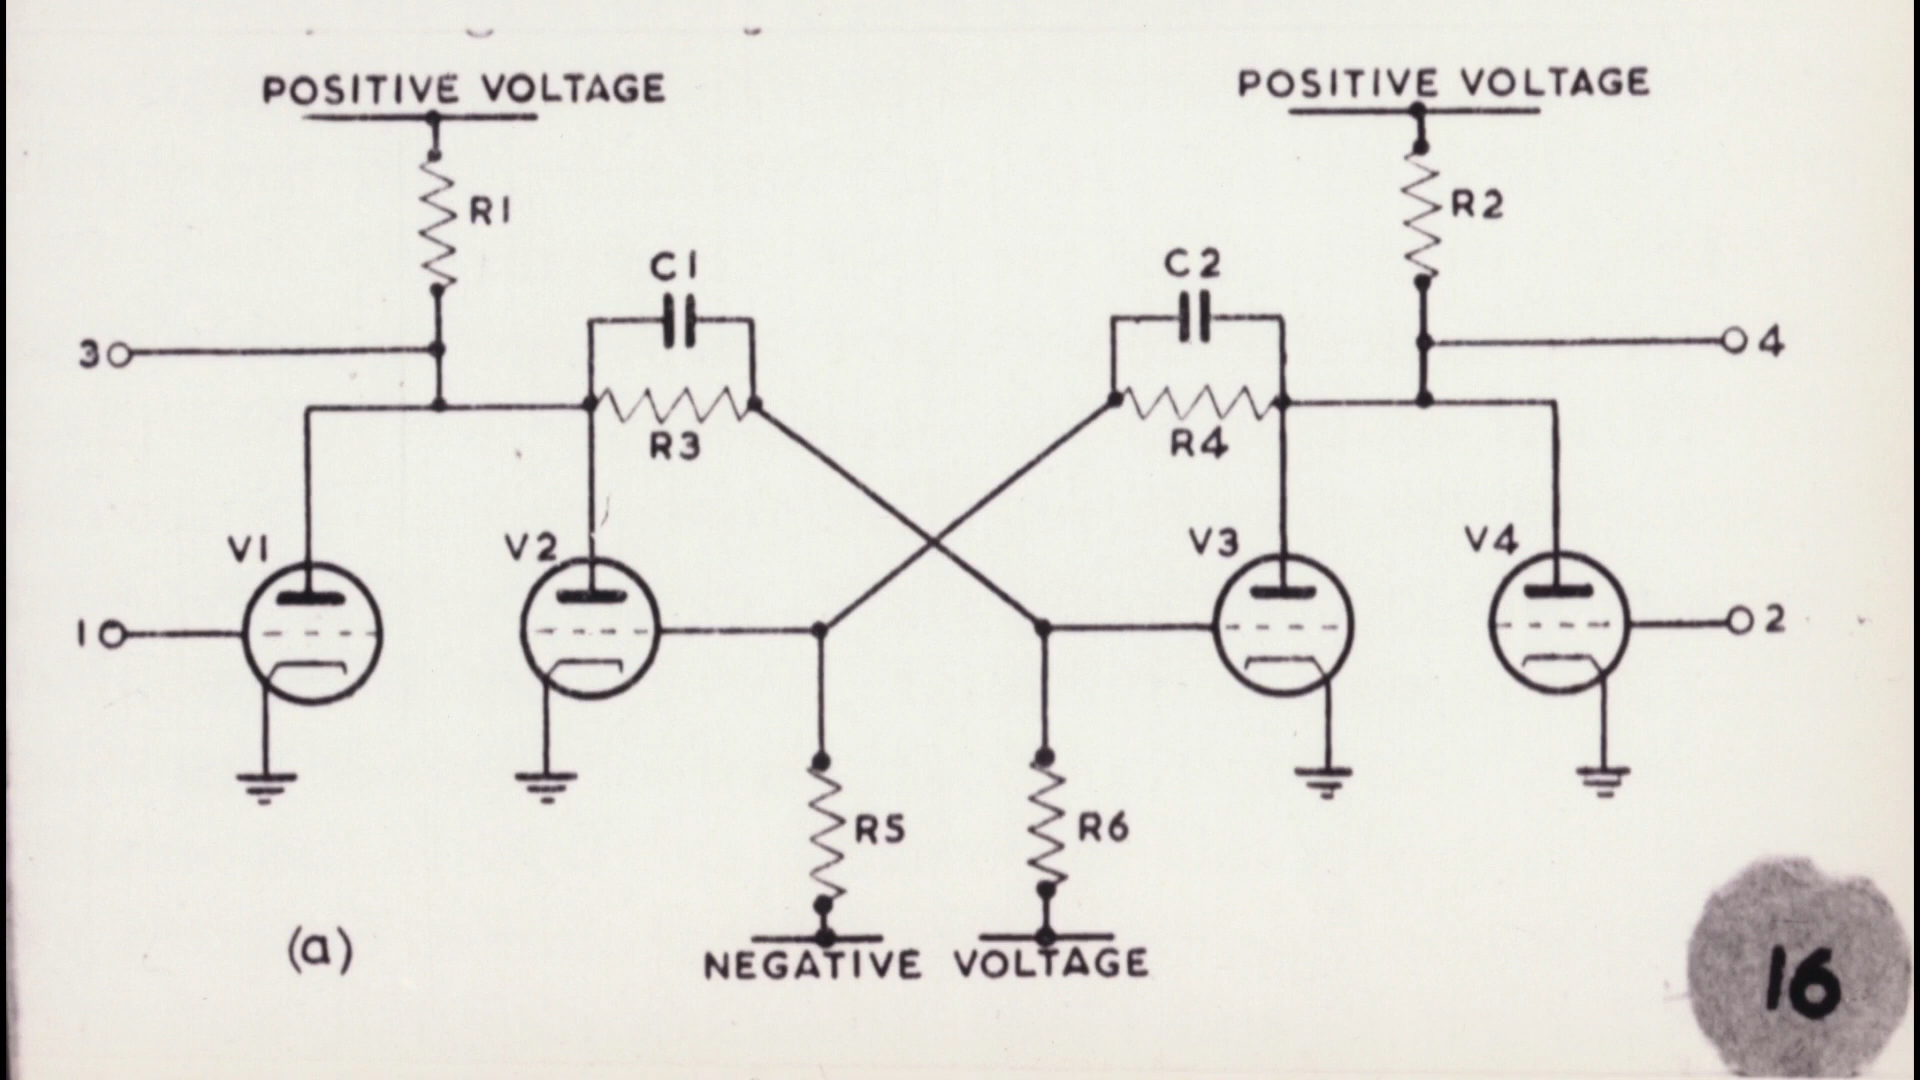 POSITIVE VOLTAGE
POSITIVE VOLTAGE
R1
R2
C1
C2
3
4
R3
R4
V1
V2
V3
V4
1
2
R5
R6
(a)
NEGATIVE VOLTAGE
16